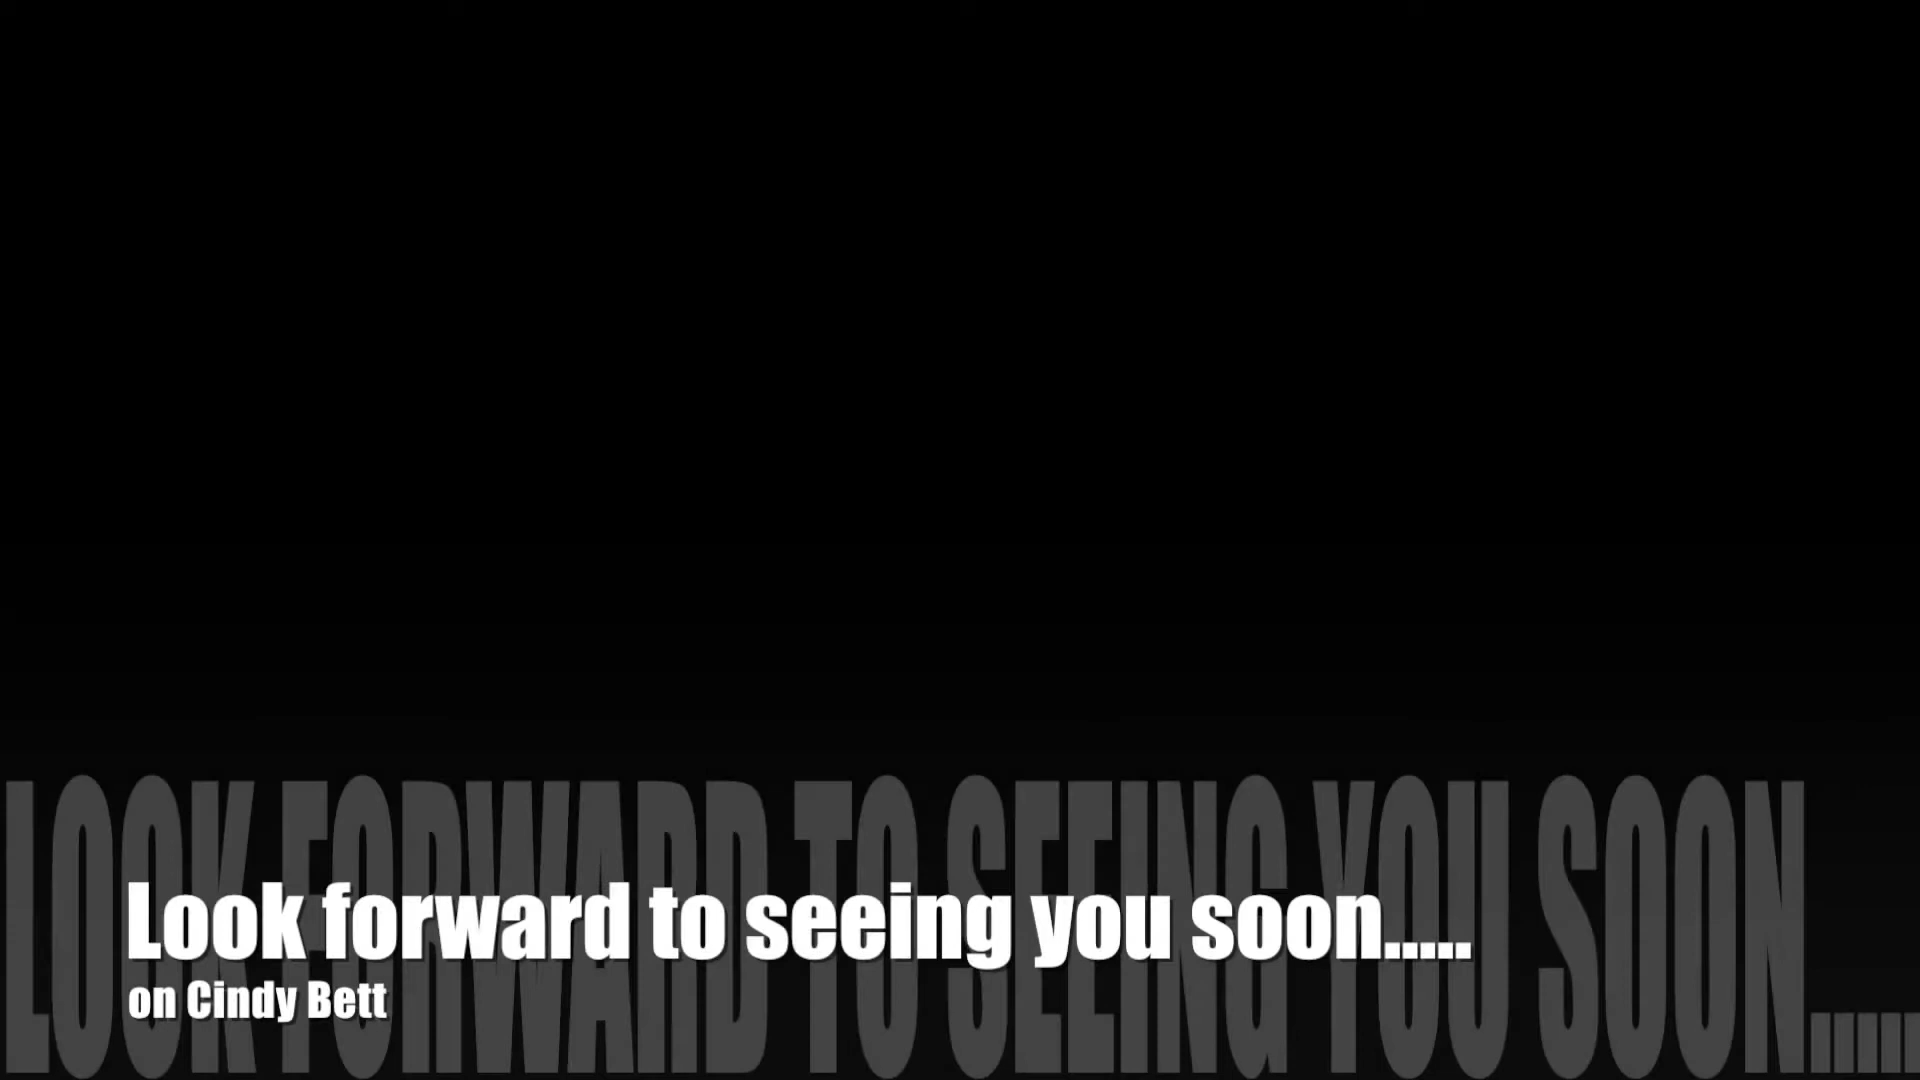 LOOK FORWARD TO SEEING YOU SOON.....
Look forward to seeing you soon.....
on Cindy Bett